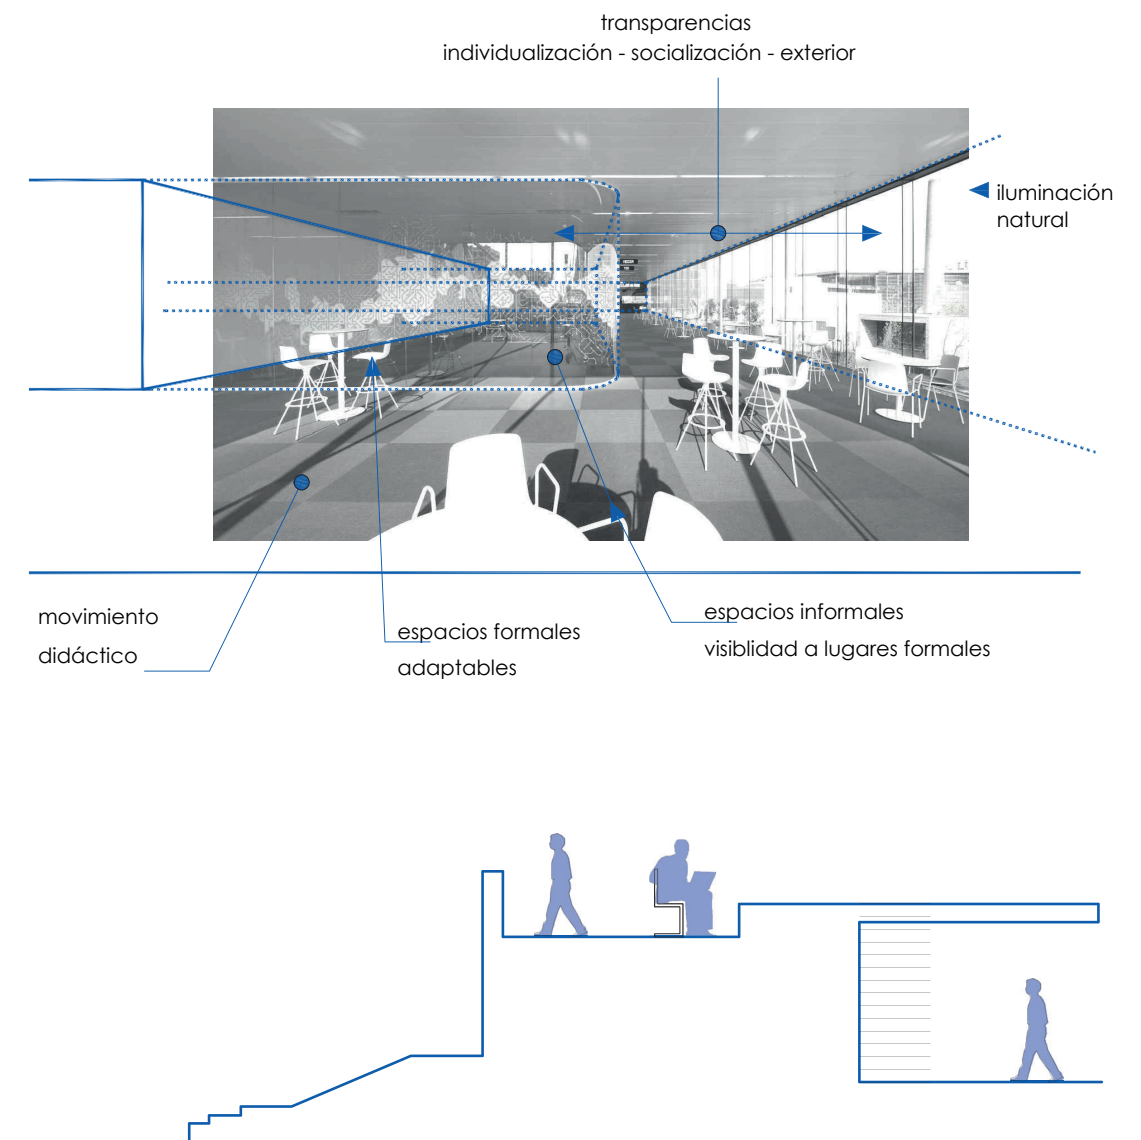 transparencias
individualización - socialización - exterior
iluminación
natural
movimiento
didáctico
espacios formales
adaptables
espacios informales
visiblidad a lugares formales